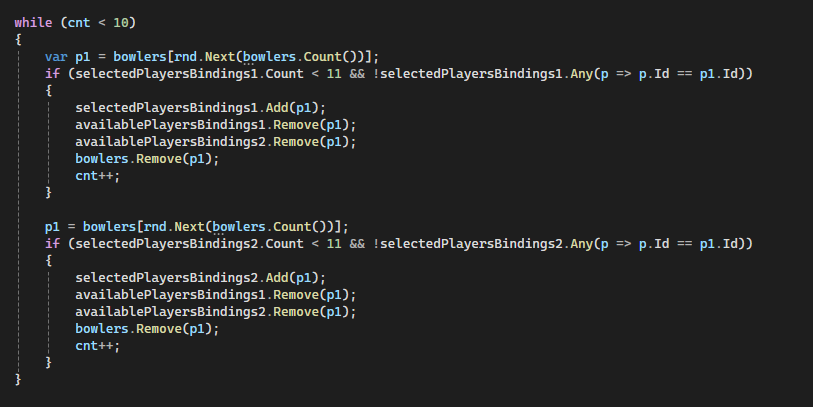 while (cnt < 10)
{
    var p1 = bowlers[rnd.Next(bowlers.Count())];
    if (selectedPlayersBindings1.Count < 11 && !selectedPlayersBindings1.Any(p => p.Id == p1.Id))
    {
        selectedPlayersBindings1.Add(p1);
        availablePlayersBindings1.Remove(p1);
        availablePlayersBindings2.Remove(p1);
        bowlers.Remove(p1);
        cnt++;
    }

    p1 = bowlers[rnd.Next(bowlers.Count())];
    if (selectedPlayersBindings2.Count < 11 && !selectedPlayersBindings2.Any(p => p.Id == p1.Id))
    {
        selectedPlayersBindings2.Add(p1);
        availablePlayersBindings1.Remove(p1);
        availablePlayersBindings2.Remove(p1);
        bowlers.Remove(p1);
        cnt++;
    }
}